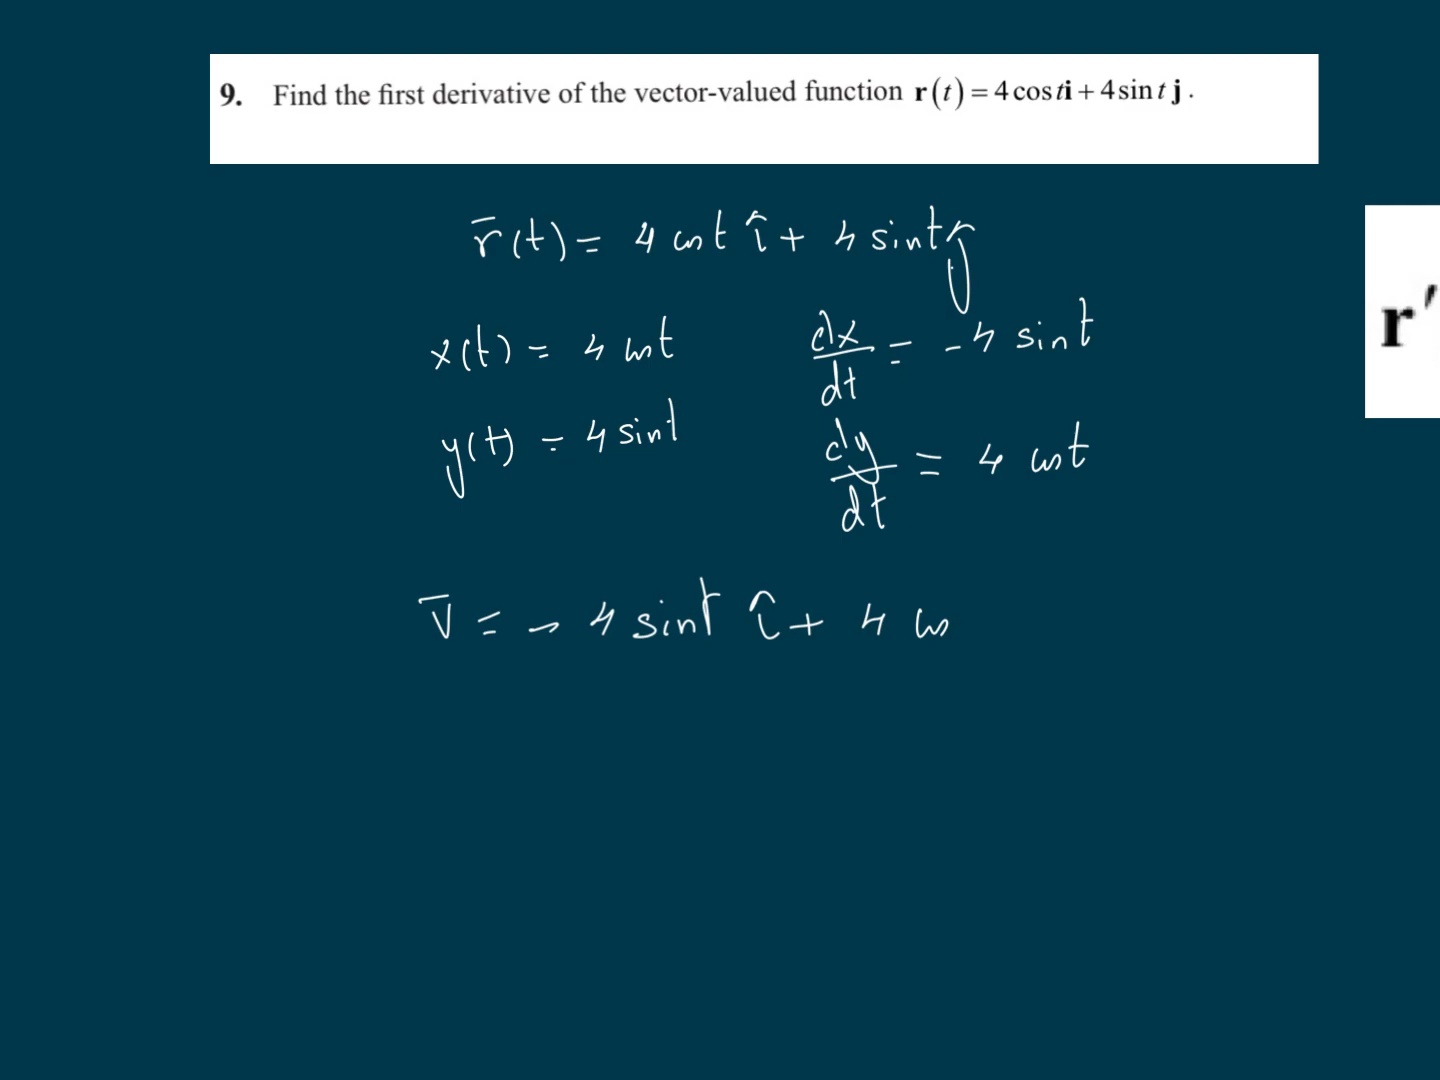 9. Find the first derivative of the vector-valued function r(t) = 4 cos ti + 4 sin t j.
r̄(t) = 4 cos t î + 4 sin t ĵ
x(t) = 4 cos t    dx/dt = -4 sin t
y(t) = 4 sin t    dy/dt = 4 cos t
v̄ = - 4 sin t î + 4 cos
r′